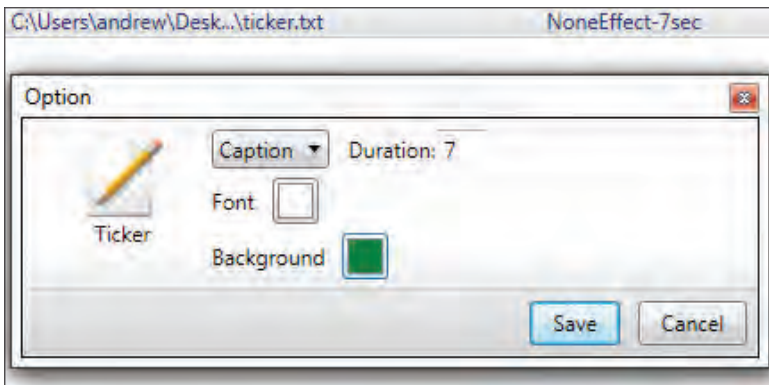 C:\Users\andrew\Desk...\ticker.txt NoneEffect-7sec
Option
Caption Duration: 7
Font
Ticker
Background
Save Cancel